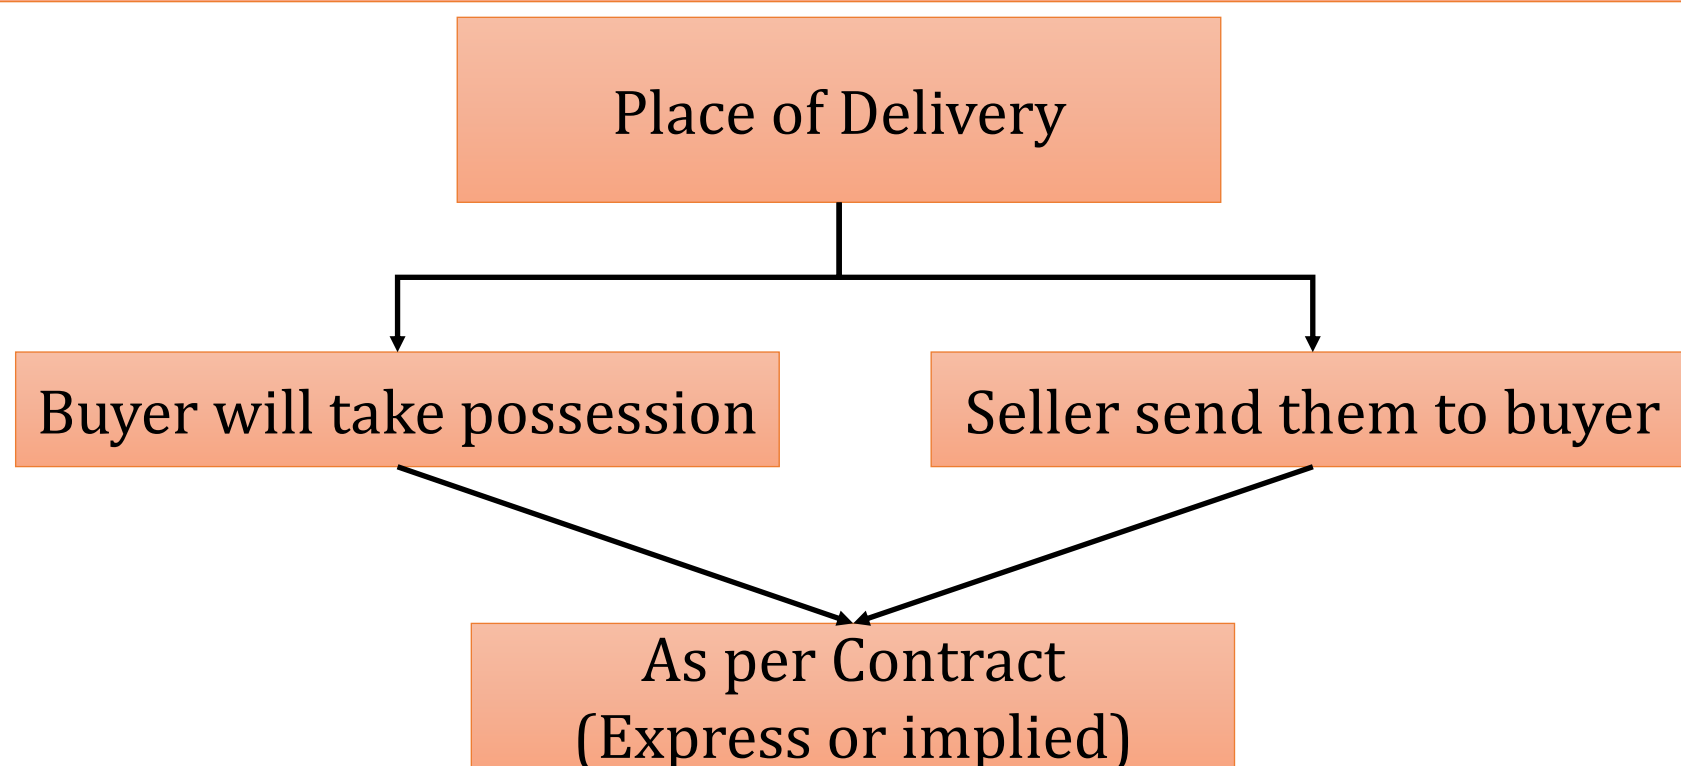 Place of Delivery
Buyer will take possession
Seller send them to buyer
As per Contract
(Express or implied)